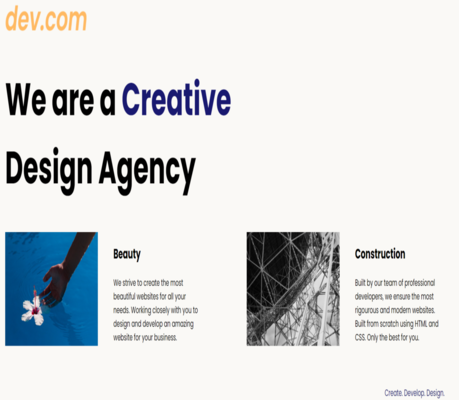 dev.com
We are a Creative
Design Agency
Beauty
We strive to create the most
beautiful websites for all your
needs. Working closely with you to
design and develop an amazing
website for your business.
Construction
Built by our team of professional
developers, we ensure the most
rigourous and modern websites.
Built from scratch using HTML and
CSS. Only the best for you.
Create. Develop. Design.